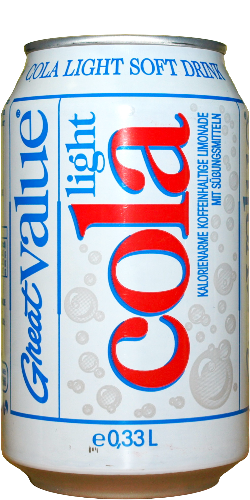 COLA LIGHT SOFT DRINK
Great Value®
light
cola
KALORIENARME KOFFEINHALTIGE LIMONADE
MIT SÜßUNGSMITTELN
e 0,33 L